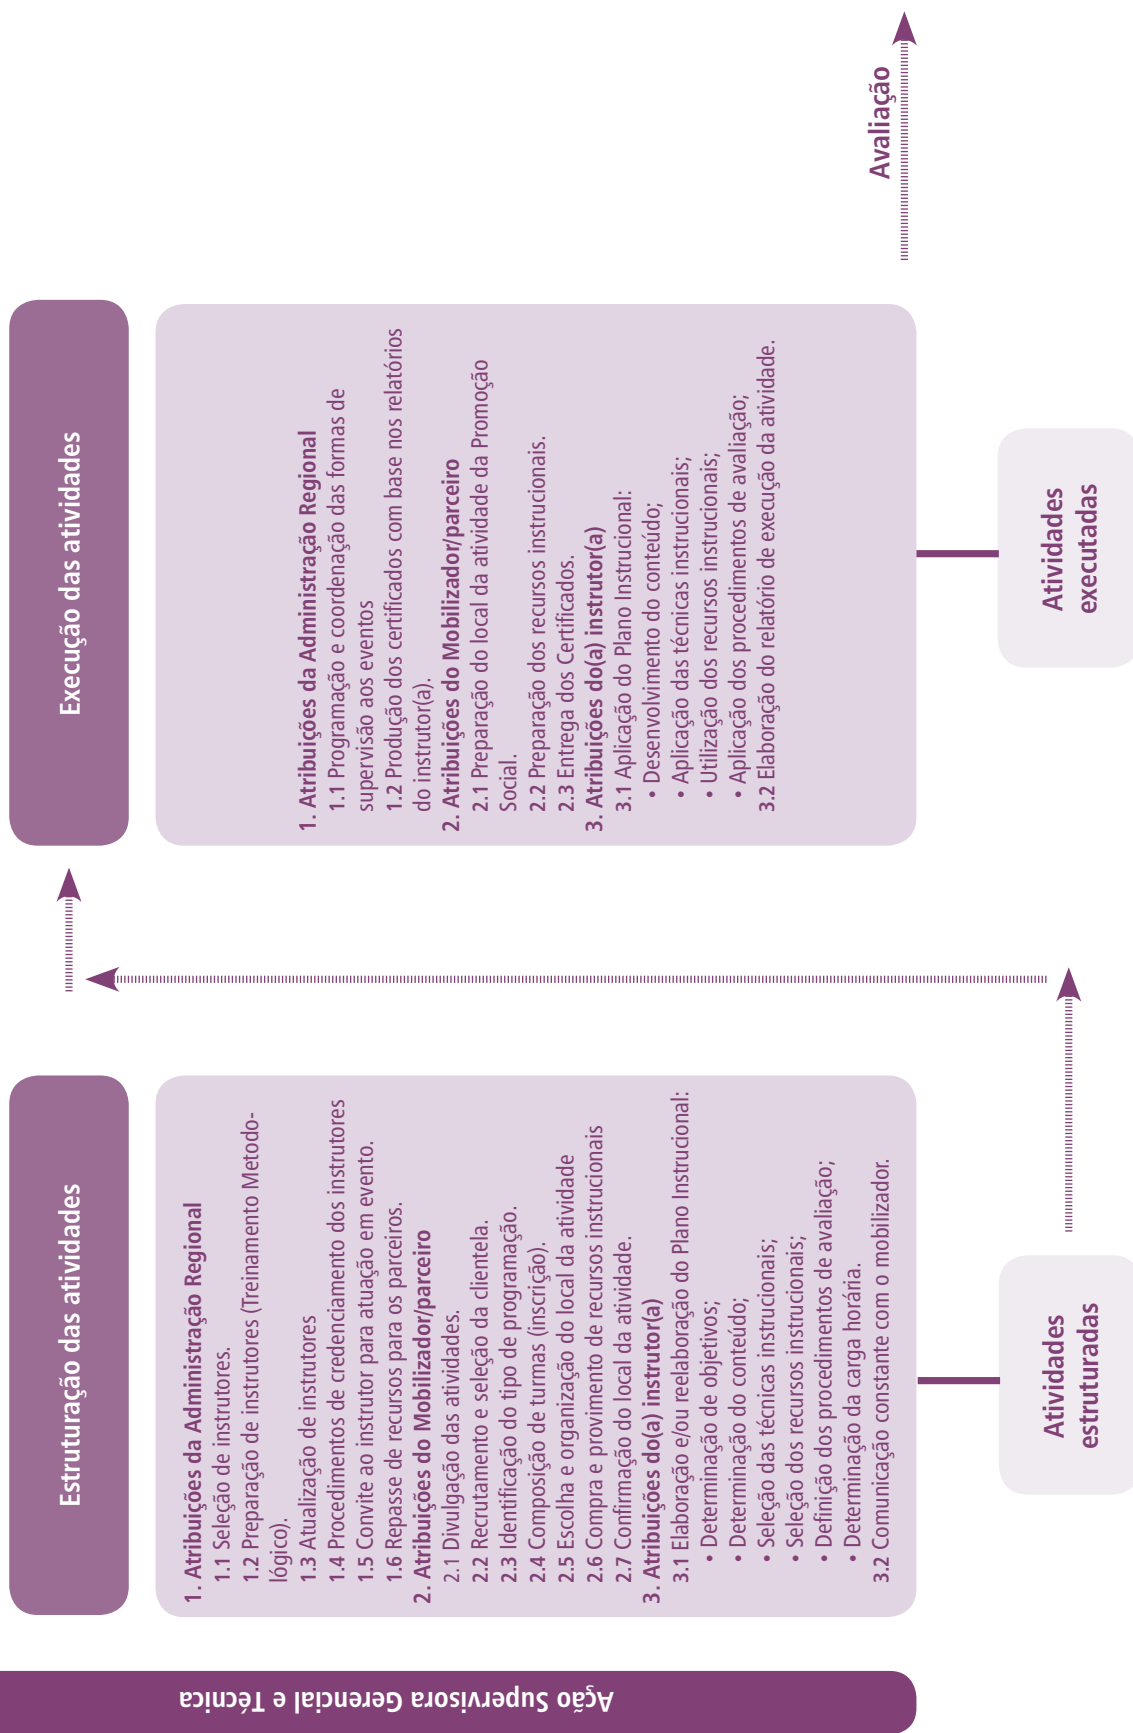 Ação Supervisora Gerencial e Técnica
Estruturação das atividades
1. Atribuições da Administração Regional
1.1 Seleção de instrutores.
1.2 Preparação de instrutores (Treinamento Metodo-
lógico).
1.3 Atualização de instrutores
1.4 Procedimentos de credenciamento dos instrutores
1.5 Convite ao instrutor para atuação em evento.
1.6 Repasse de recursos para os parceiros.
2. Atribuições do Mobilizador/parceiro
2.1 Divulgação das atividades.
2.2 Recrutamento e seleção da clientela.
2.3 Identificação do tipo de programação.
2.4 Composição de turmas (inscrição).
2.5 Escolha e organização do local da atividade
2.6 Compra e provimento de recursos instrucionais
2.7 Confirmação do local da atividade.
3. Atribuições do(a) instrutor(a)
3.1 Elaboração e/ou reelaboração do Plano Instrucional:
• Determinação de objetivos;
• Determinação do conteúdo;
• Seleção das técnicas instrucionais;
• Seleção dos recursos instrucionais;
• Definição dos procedimentos de avaliação;
• Determinação da carga horária.
3.2 Comunicação constante com o mobilizador.
Atividades
estruturadas
Execução das atividades
1. Atribuições da Administração Regional
1.1 Programação e coordenação das formas de
supervisão aos eventos
1.2 Produção dos certificados com base nos relatórios
do instrutor(a).
2. Atribuições do Mobilizador/parceiro
2.1 Preparação do local da atividade da Promoção
Social.
2.2 Preparação dos recursos instrucionais.
2.3 Entrega dos Certificados.
3. Atribuições do(a) instrutor(a)
3.1 Aplicação do Plano Instrucional:
• Desenvolvimento do conteúdo;
• Aplicação das técnicas instrucionais;
• Utilização dos recursos instrucionais;
• Aplicação dos procedimentos de avaliação;
3.2 Elaboração do relatório de execução da atividade.
Atividades
executadas
Avaliação